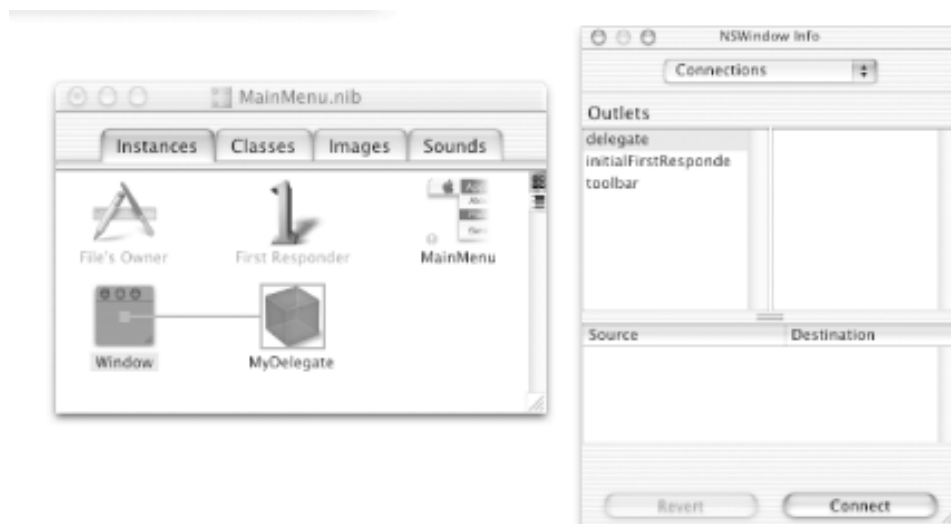 MainMenu.nib
Instances Classes Images Sounds
File's Owner First Responder MainMenu
Window MyDelegate
NSWindow Info
Connections
Outlets
delegate
initialFirstResponde
toolbar
Source Destination
Revert Connect